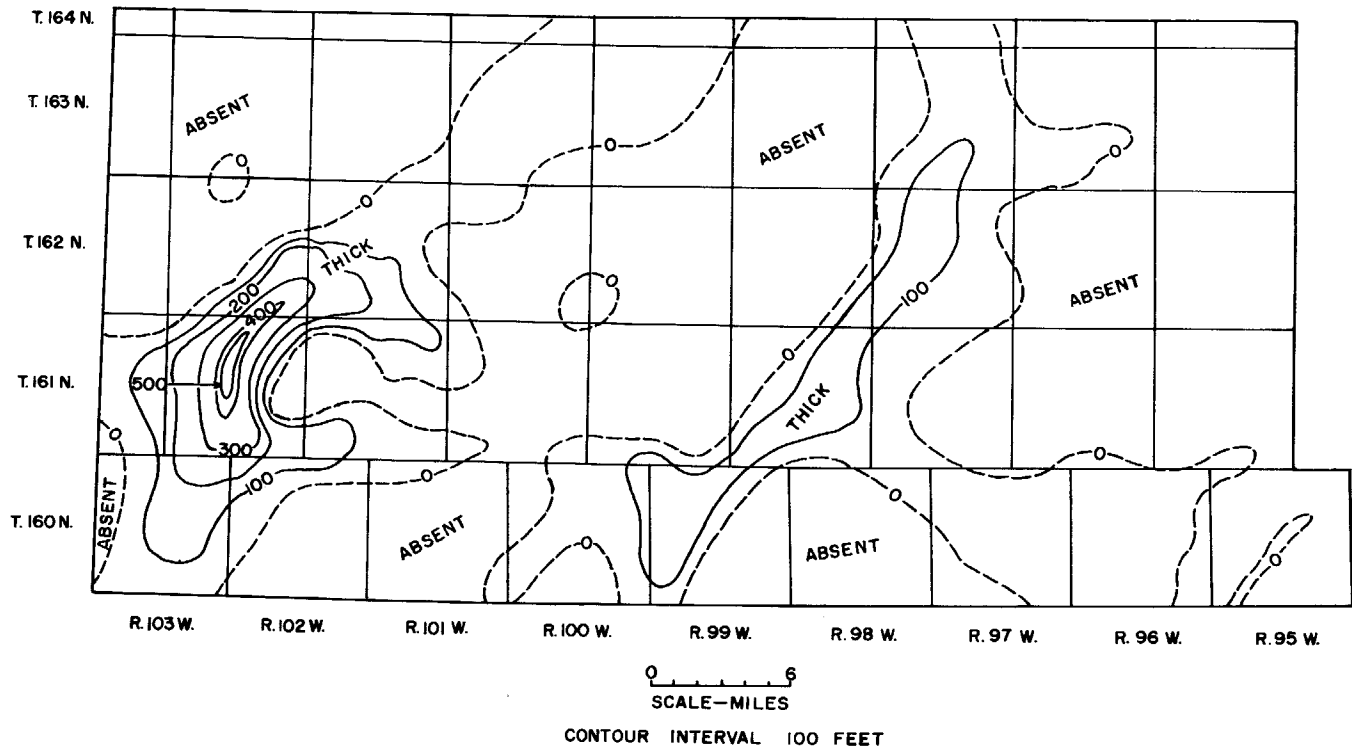 T. 164 N.
T. 163 N.
ABSENT
ABSENT
0
0
0
0
T. 162 N.
THICK
0
ABSENT
200
400
100
0
T. 161 N.
500
THICK
0
300
0
100
0
0
T. 160 N.
ABSENT
ABSENT
0
ABSENT
0
0
R. 103 W. R. 102 W. R. 101 W. R. 100 W. R. 99 W. R. 98 W. R. 97 W. R. 96 W. R. 95 W.
0 6
SCALE—MILES
CONTOUR INTERVAL 100 FEET